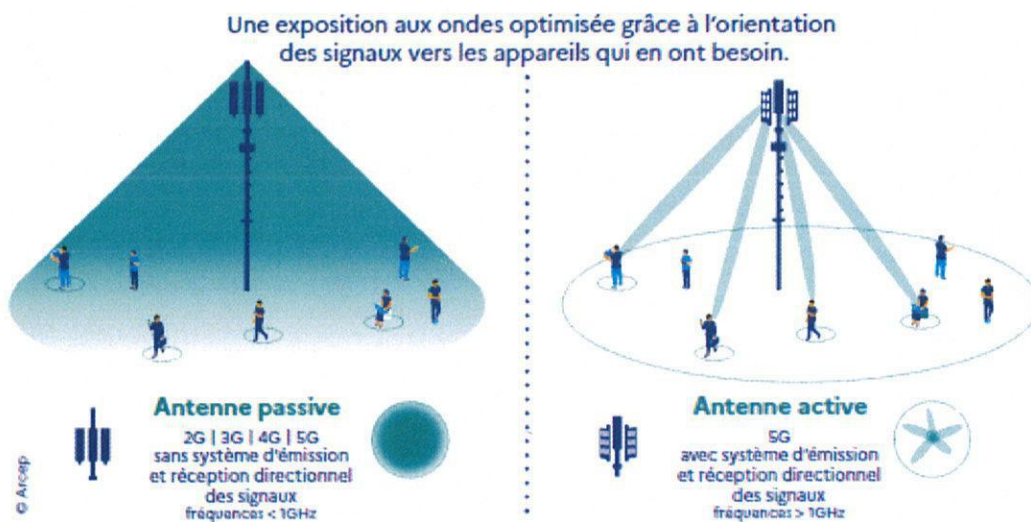 Une exposition aux ondes optimisée grâce à l'orientation
des signaux vers les appareils qui en ont besoin.
Antenne passive
2G | 3G | 4G | 5G
sans système d'émission
et réception directionnel
des signaux
fréquences < 1GHz
Antenne active
5G
avec système d'émission
et réception directionnel
des signaux
fréquences > 1GHz
© Arcep